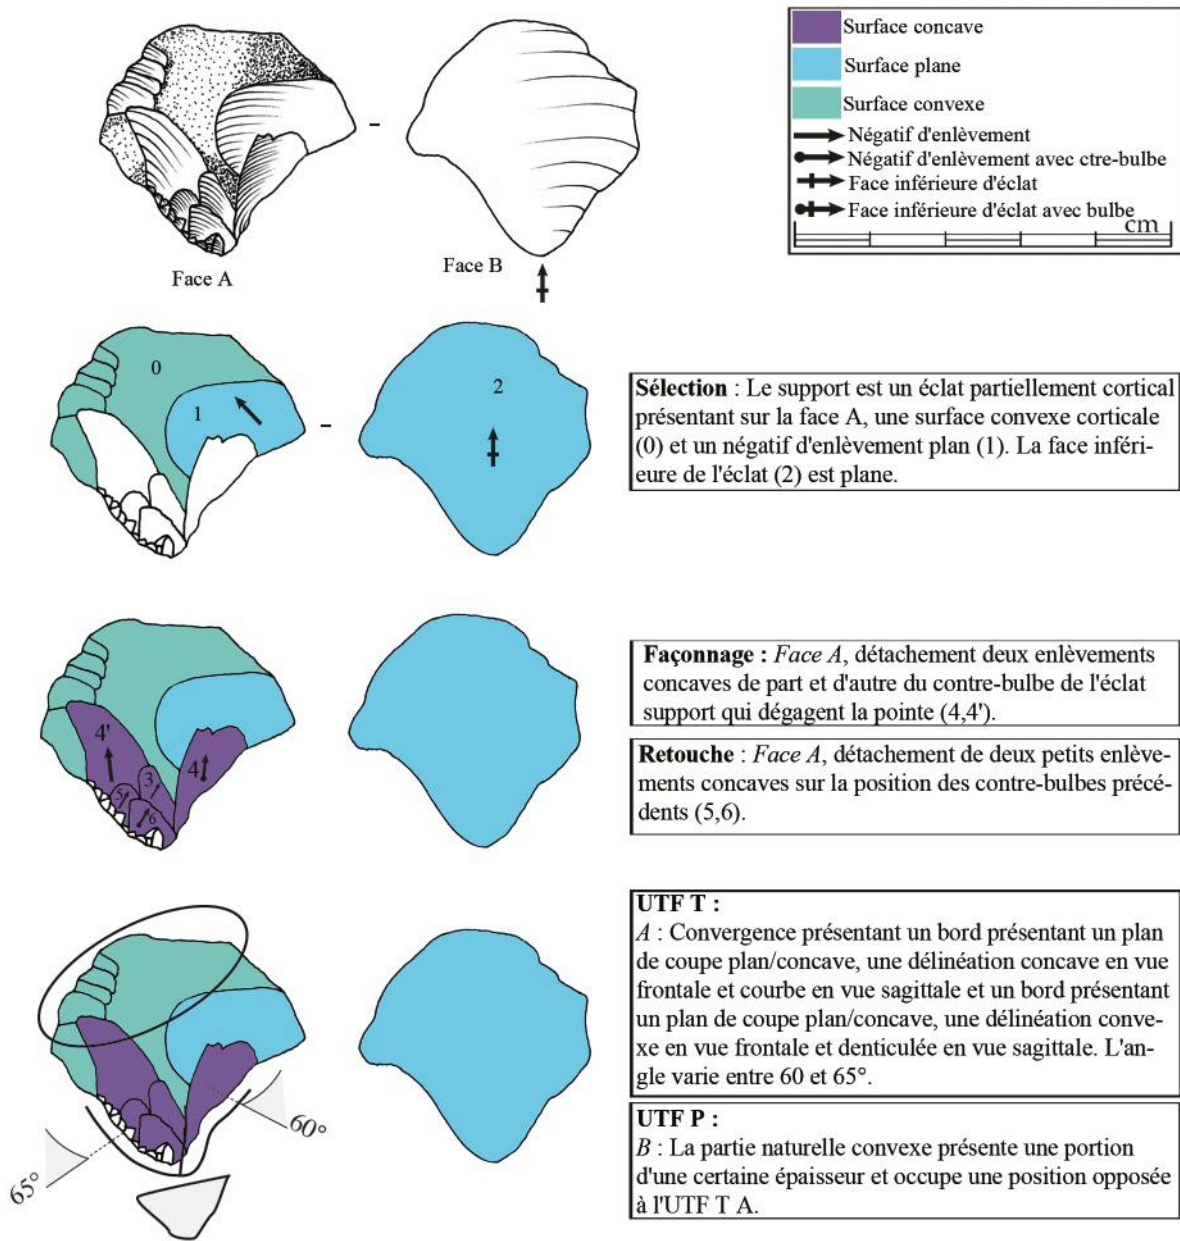 Surface concave
Surface plane
Surface convexe
Négatif d'enlèvement
Négatif d'enlèvement avec ctre-bulbe
Face inférieure d'éclat
Face inférieure d'éclat avec bulbe
cm
Face A
-
Face B
0
1
-
2
Sélection : Le support est un éclat partiellement cortical
présentant sur la face A, une surface convexe corticale
(0) et un négatif d'enlèvement plan (1). La face inféri-
eure de l'éclat (2) est plane.
4'
3
4
5
6
Façonnage : Face A, détachement deux enlèvements
concaves de part et d'autre du contre-bulbe de l'éclat
support qui dégagent la pointe (4,4').
Retouche : Face A, détachement de deux petits enlève-
ments concaves sur la position des contre-bulbes précé-
dents (5,6).
65°
60°
UTF T :
A : Convergence présentant un bord présentant un plan
de coupe plan/concave, une délinéation concave en vue
frontale et courbe en vue sagittale et un bord présentant
un plan de coupe plan/concave, une délinéation conve-
xe en vue frontale et denticulée en vue sagittale. L'an-
gle varie entre 60 et 65°.
UTF P :
B : La partie naturelle convexe présente une portion
d'une certaine épaisseur et occupe une position opposée
à l'UTF T A.